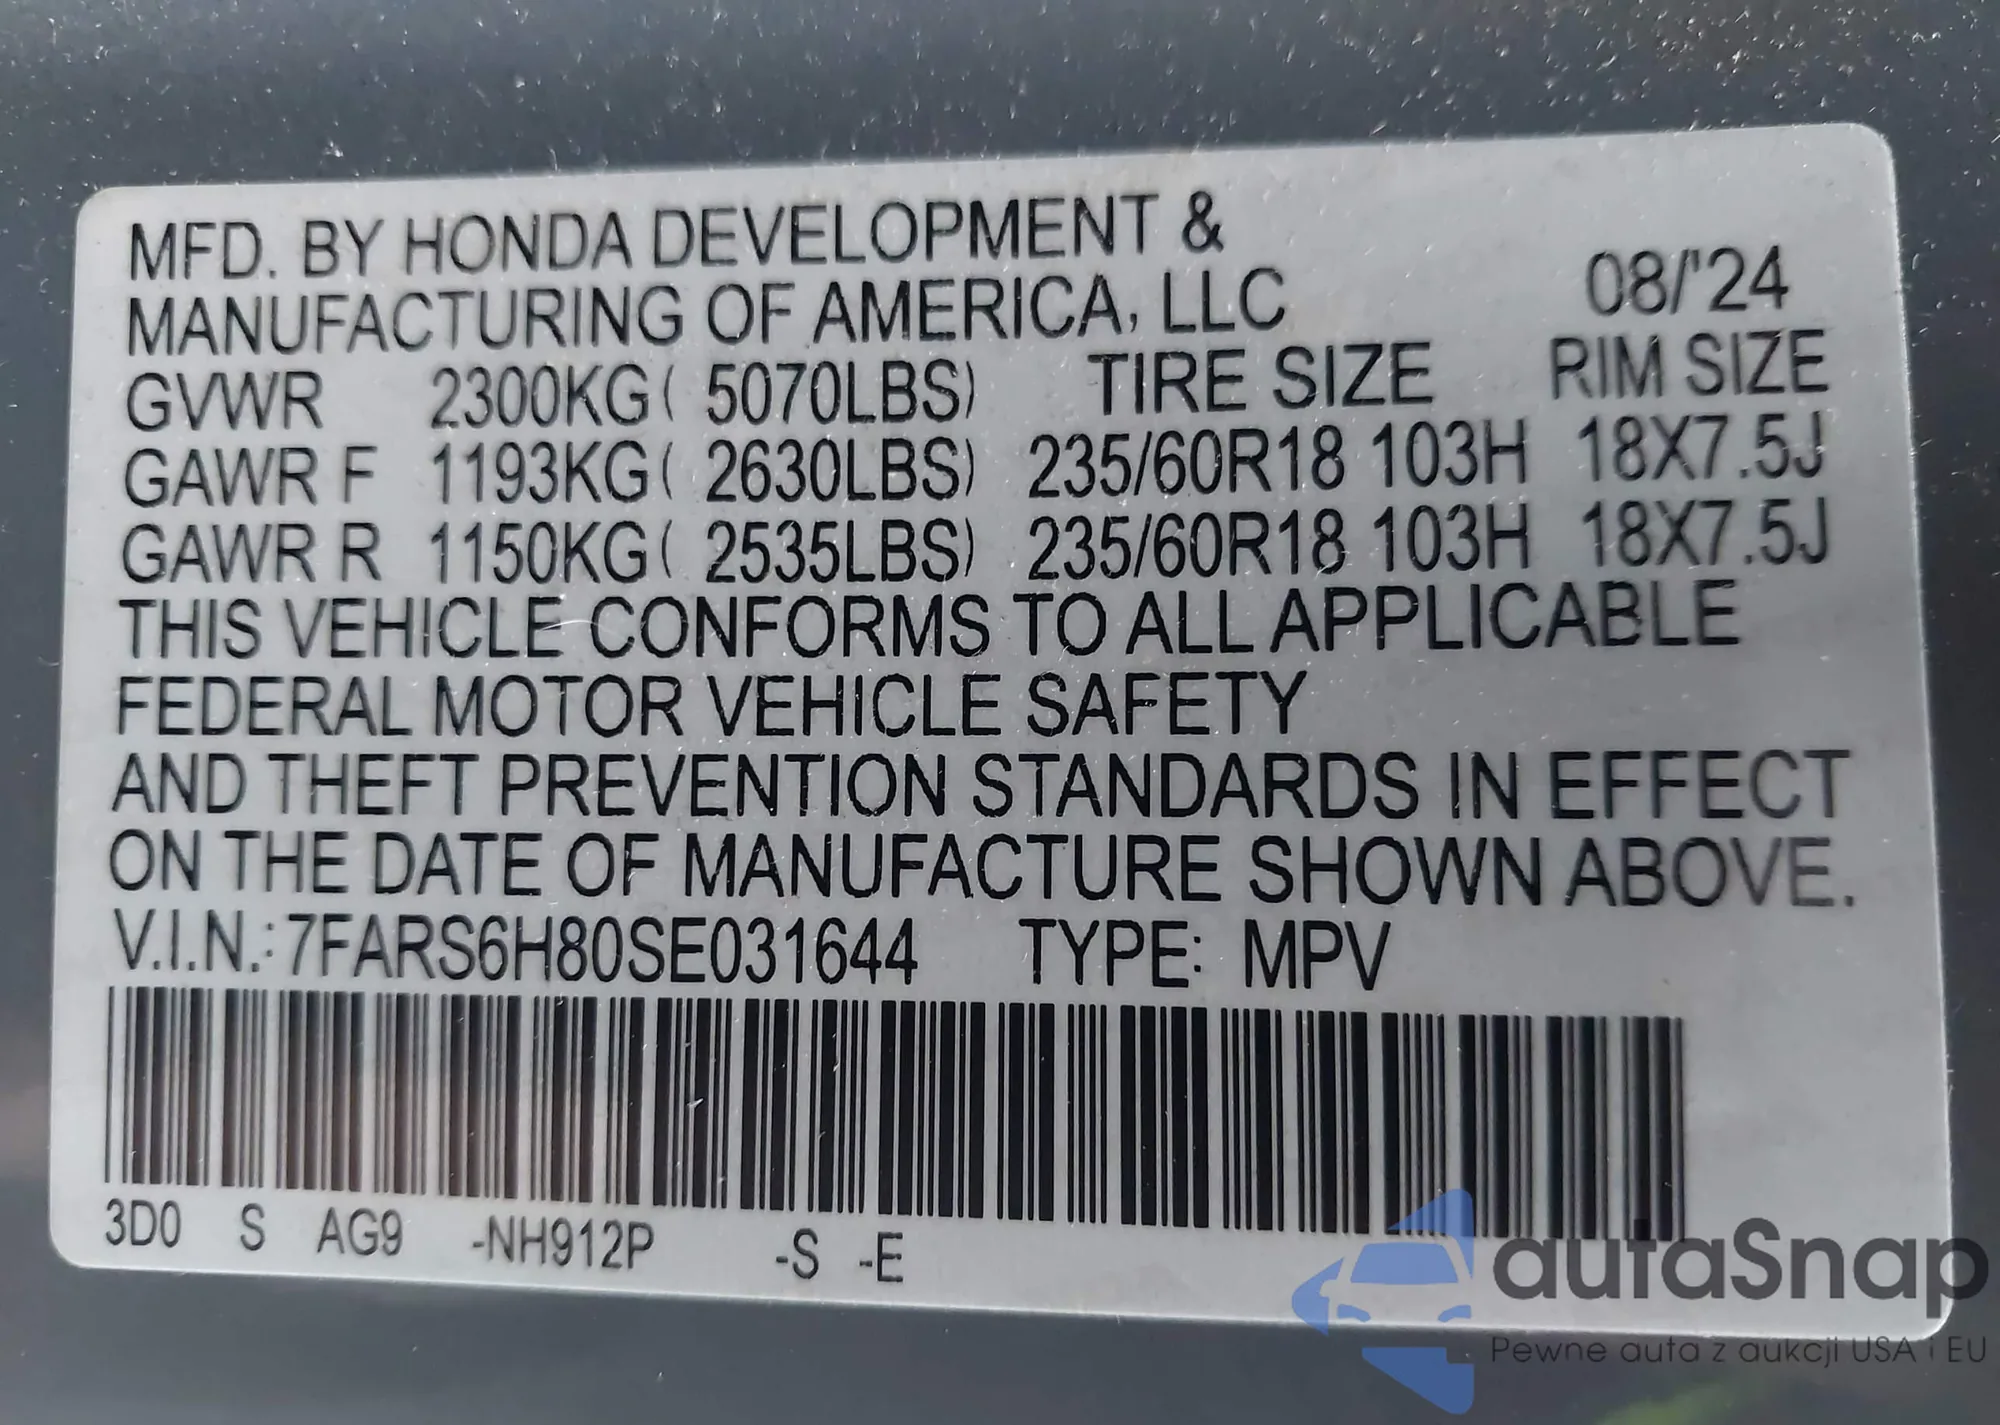 MFD. BY HONDA DEVELOPMENT &
MANUFACTURING OF AMERICA, LLC 08/'24
GVWR 2300KG( 5070LBS) TIRE SIZE RIM SIZE
GAWR F 1193KG( 2630LBS) 235/60R18 103H 18X7.5J
GAWR R 1150KG( 2535LBS) 235/60R18 103H 18X7.5J
THIS VEHICLE CONFORMS TO ALL APPLICABLE
FEDERAL MOTOR VEHICLE SAFETY
AND THEFT PREVENTION STANDARDS IN EFFECT
ON THE DATE OF MANUFACTURE SHOWN ABOVE.
V.I.N.: 7FARS6H80SE031644 TYPE: MPV
3D0 S AG9 -NH912P -S -E
autaSnap
Pewne auta z aukcji USA i EU